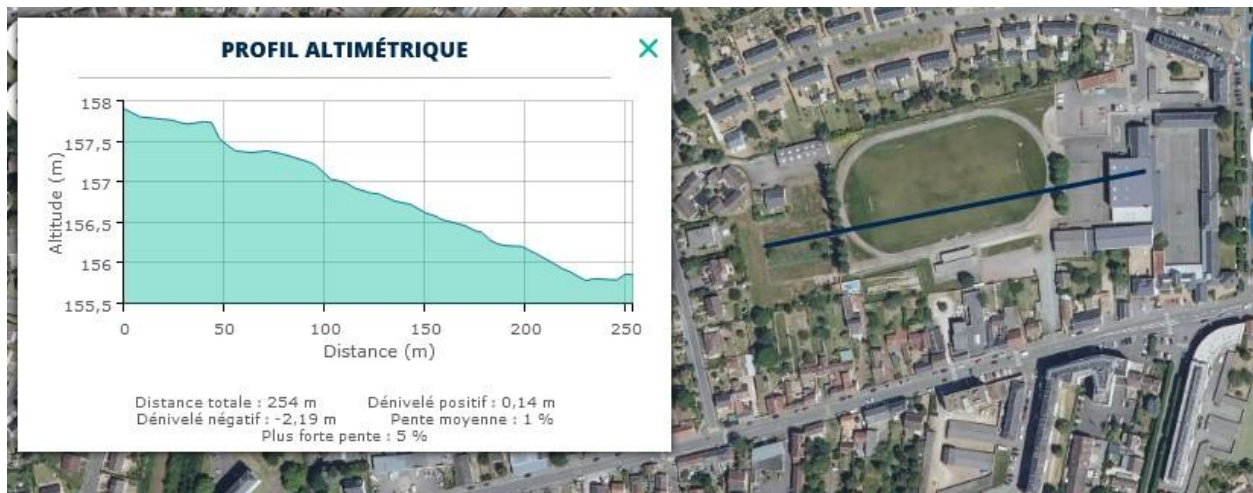 PROFIL ALTIMÉTRIQUE
158
157,5
157
156,5
156
155,5
Altitude (m)
0 50 100 150 200 250
Distance (m)
Distance totale : 254 m Dénivelé positif : 0,14 m
Dénivelé négatif : -2,19 m Pente moyenne : 1 %
Plus forte pente : 5 %